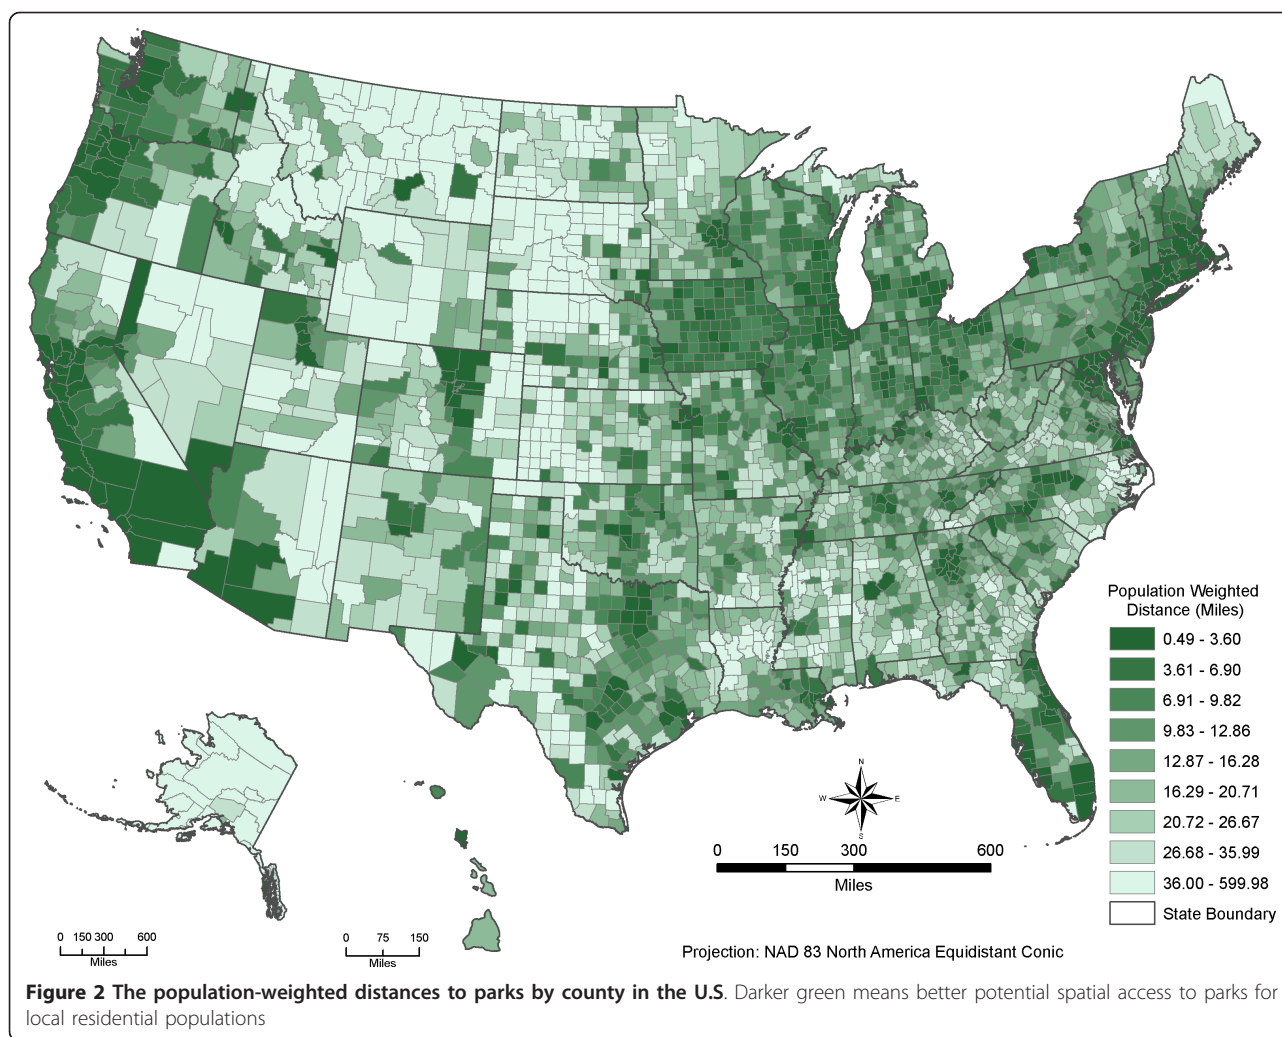 Population Weighted
Distance (Miles)
0.49 - 3.60
3.61 - 6.90
6.91 - 9.82
9.83 - 12.86
12.87 - 16.28
16.29 - 20.71
20.72 - 26.67
26.68 - 35.99
36.00 - 599.98
State Boundary
N
W E
S
0 150 300 600
Miles
0 150 300 600
Miles
0 75 150
Miles
Projection: NAD 83 North America Equidistant Conic
Figure 2 The population-weighted distances to parks by county in the U.S. Darker green means better potential spatial access to parks for
local residential populations